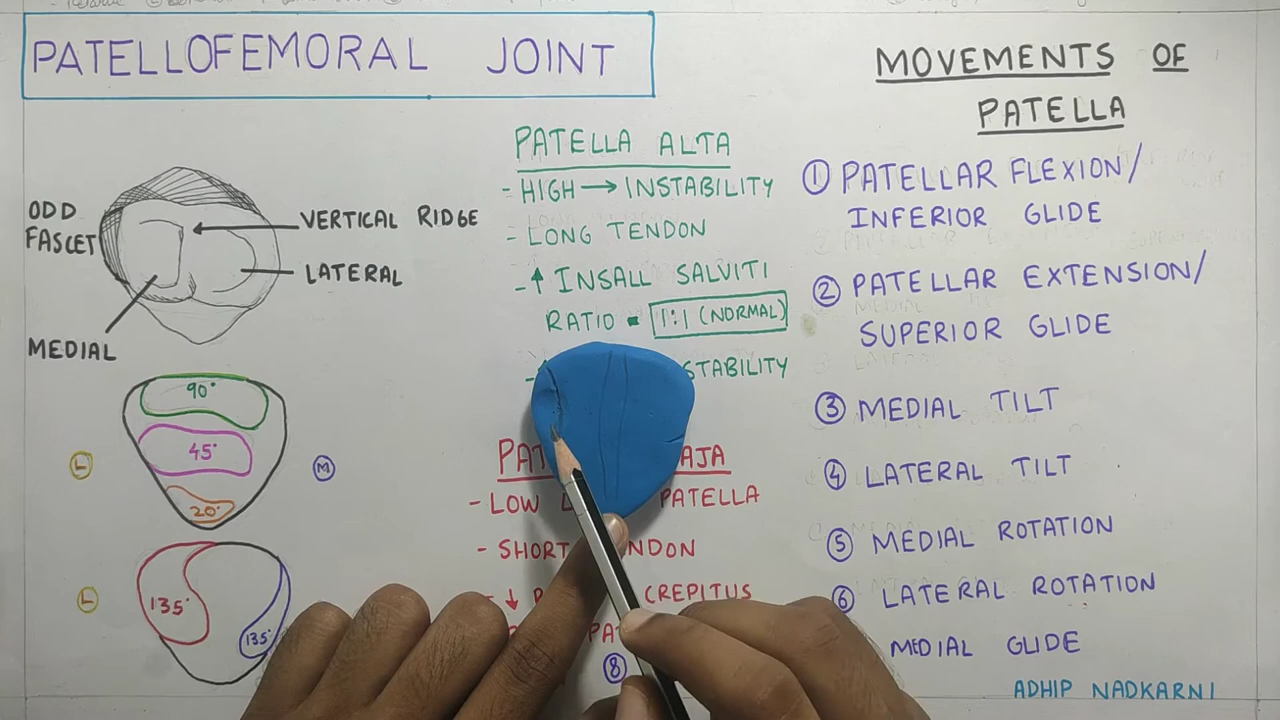 PATELLOFEMORAL JOINT
ODD
FASCET
VERTICAL RIDGE
LATERAL
MEDIAL
90°
45°
20°
L
M
135°
135°
L
PATELLA ALTA
- HIGH → INSTABILITY
- LONG TENDON
- ↑ INSALL SALVITI
RATIO = 1:1 (NORMAL)
STABILITY
AJA
- LOW PATELLA
- SHORT
CREPITUS
8
MOVEMENTS OF
PATELLA
1 PATELLAR FLEXION/
INFERIOR GLIDE
2 PATELLAR EXTENSION/
SUPERIOR GLIDE
3 MEDIAL TILT
4 LATERAL TILT
5 MEDIAL ROTATION
6 LATERAL ROTATION
MEDIAL GLIDE
ADHIP NADKARNI